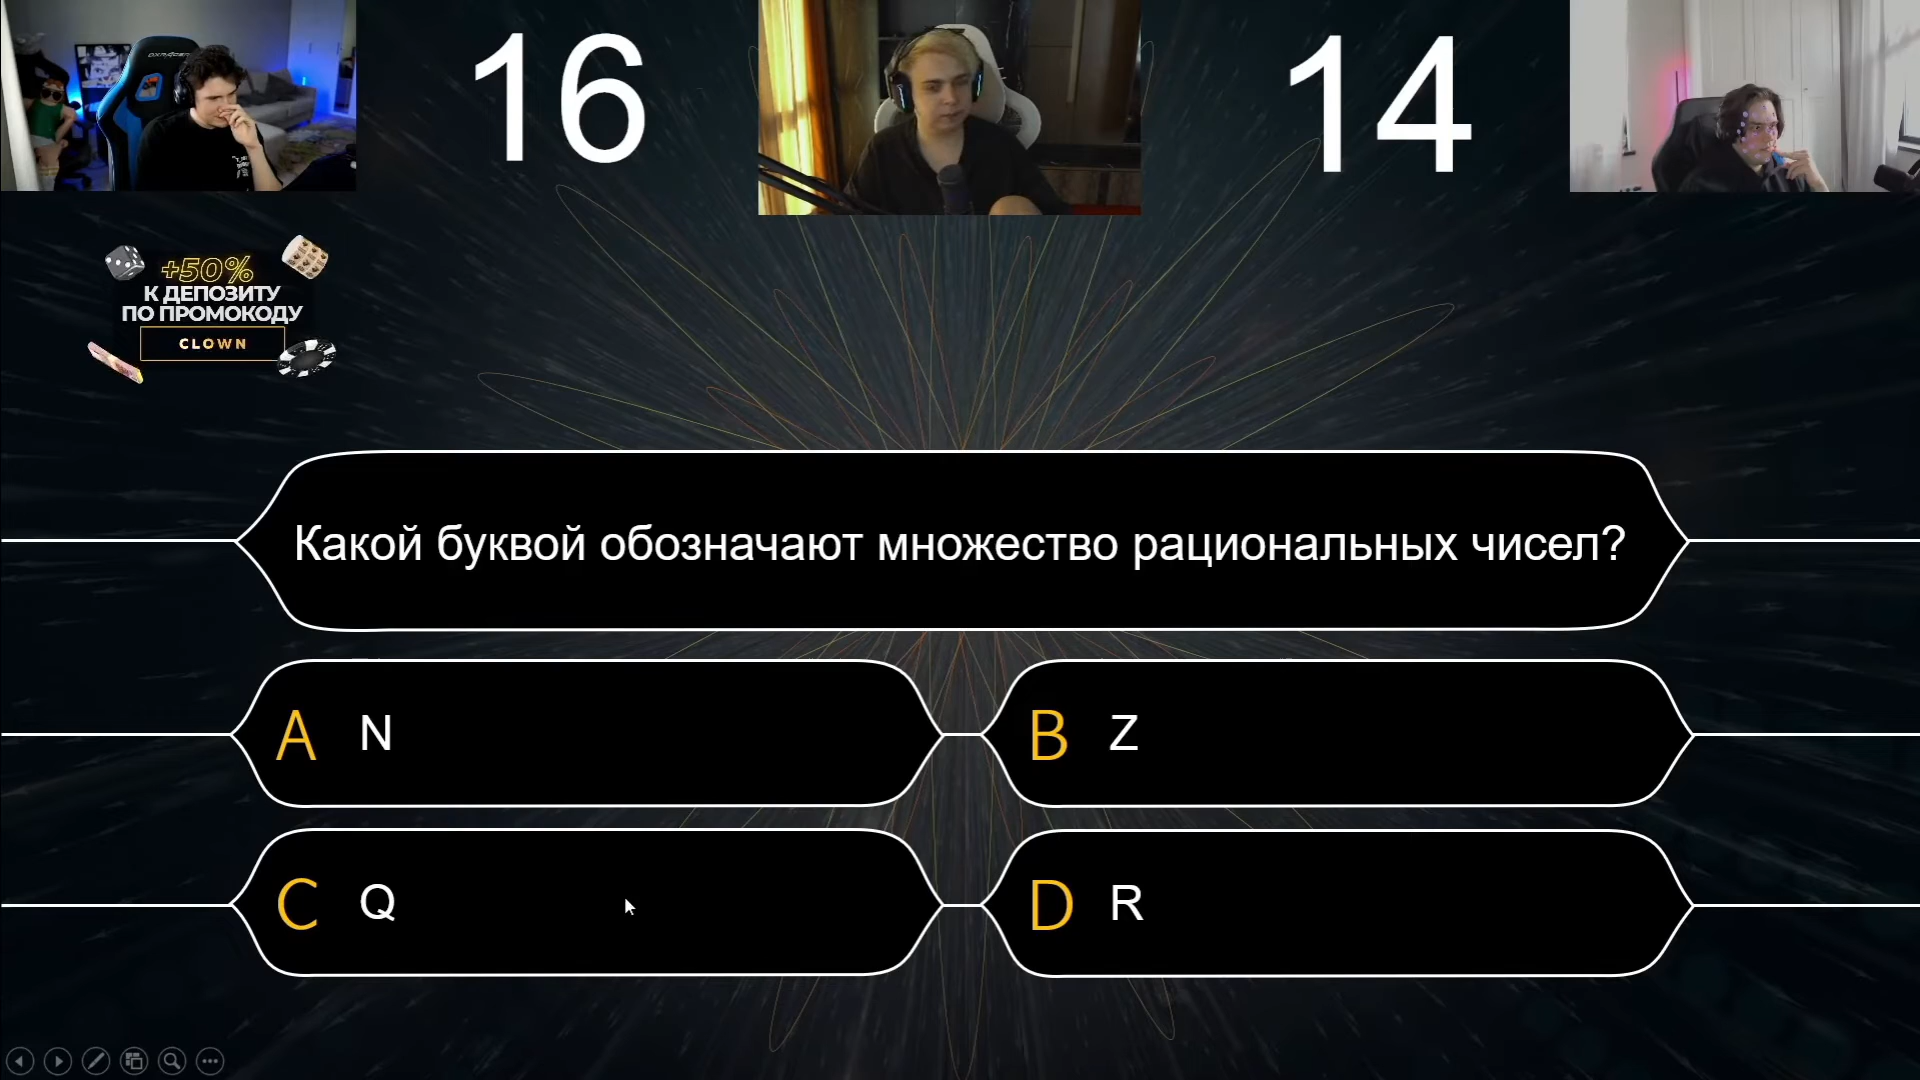 16
14
+50%
К ДЕПОЗИТУ
ПО ПРОМОКОДУ
CLOWN
Какой буквой обозначают множество рациональных чисел?
A N
B Z
C Q
D R